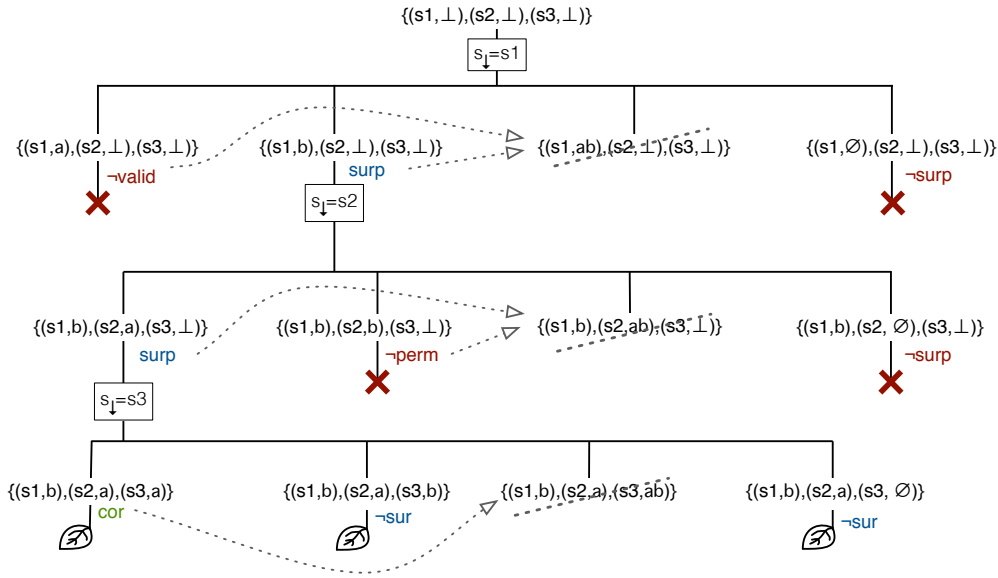 {(s1,⊥),(s2,⊥),(s3,⊥)}
s↓=s1
{(s1,a),(s2,⊥),(s3,⊥)}
{(s1,b),(s2,⊥),(s3,⊥)}
{(s1,ab),(s2,⊥),(s3,⊥)}
{(s1,∅),(s2,⊥),(s3,⊥)}
¬valid
surp
¬surp
s↓=s2
{(s1,b),(s2,a),(s3,⊥)}
{(s1,b),(s2,b),(s3,⊥)}
{(s1,b),(s2,ab),(s3,⊥)}
{(s1,b),(s2, ∅),(s3,⊥)}
surp
¬perm
¬surp
s↓=s3
{(s1,b),(s2,a),(s3,a)}
{(s1,b),(s2,a),(s3,b)}
{(s1,b),(s2,a),(s3,ab)}
{(s1,b),(s2,a),(s3, ∅)}
cor
¬sur
¬sur